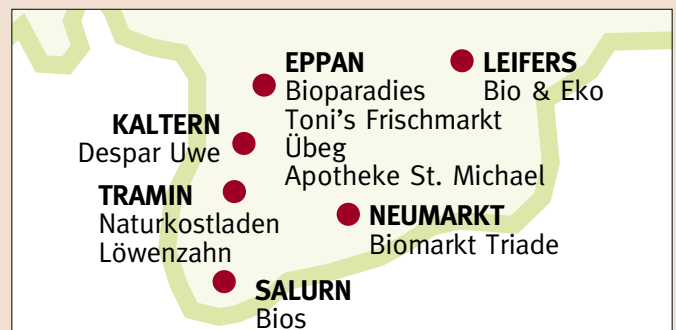 EPPAN
Bioparadies
Toni's Frischmarkt
Übeg
Apotheke St. Michael
LEIFERS
Bio & Eko
KALTERN
Despar Uwe
TRAMIN
Naturkostladen
Löwenzahn
NEUMARKT
Biomarkt Triade
SALURN
Bios